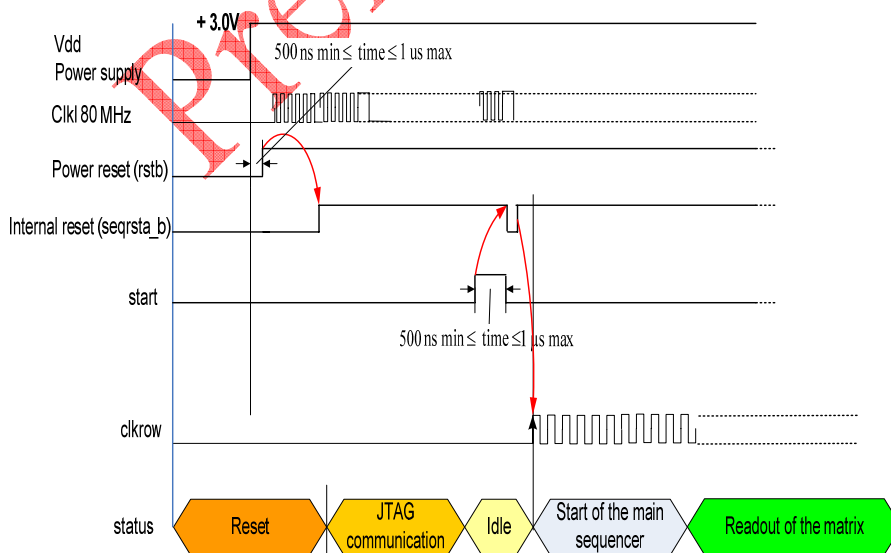 + 3.0V
Vdd
Power supply
500 ns min ≤ time ≤ 1 us max
Clkl 80 MHz
Power reset (rstb)
Internal reset (seqrsta_b)
start
500 ns min ≤ time ≤1 µs max
clkrow
status
Reset
JTAG
communication
Idle
Start of the main
sequencer
Readout of the matrix
Pre